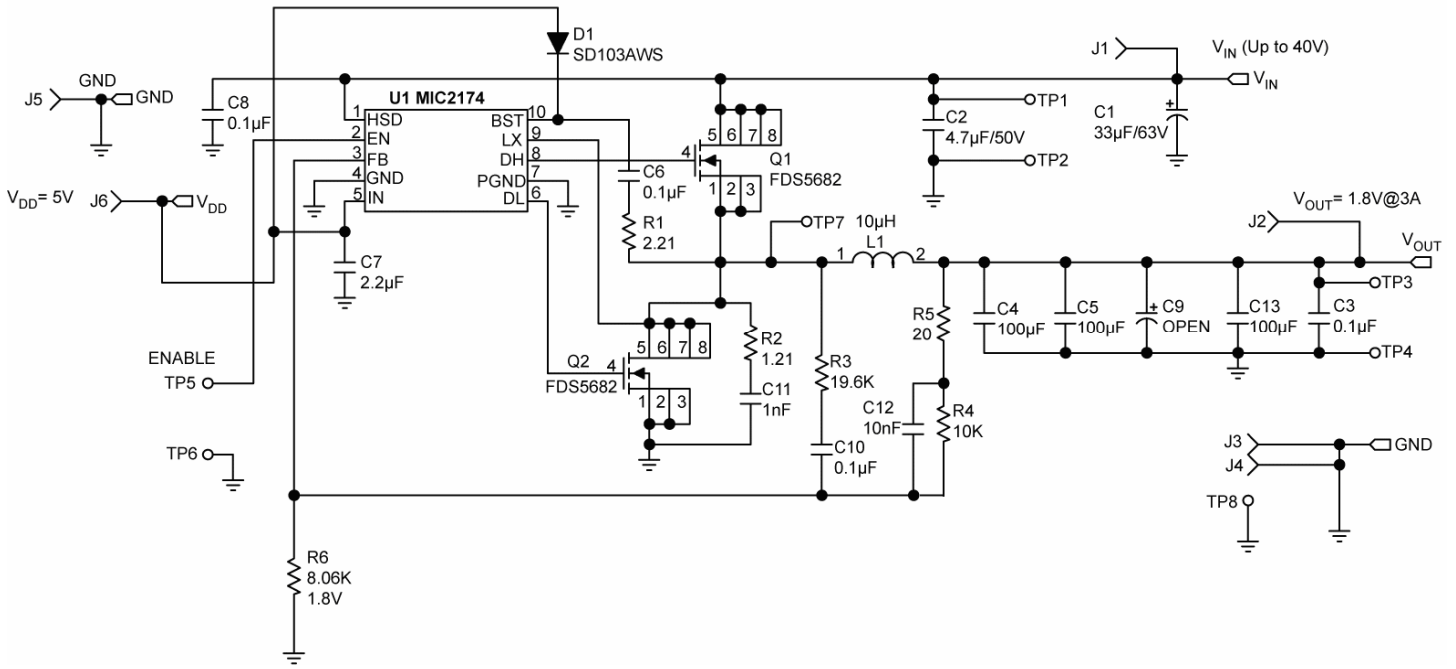 D1
SD103AWS
J1
V_IN (Up to 40V)
V_IN
GND
J5
GND
C8
0.1µF
U1 MIC2174
1
HSD
BST
10
2
EN
LX
9
3
FB
DH
8
4
GND
PGND
7
5
IN
DL
6
5
6
7
8
4
Q1
FDS5682
1
2
3
C2
4.7µF/50V
TP1
TP2
C1
+
33µF/63V
V_DD= 5V
J6
V_DD
C6
0.1µF
R1
2.21
C7
2.2µF
TP7
10µH
1
L1
2
V_OUT= 1.8V@3A
J2
V_OUT
TP3
TP4
R5
20
C4
100µF
C5
100µF
+
C9
OPEN
C13
100µF
C3
0.1µF
5
6
7
8
Q2
4
FDS5682
1
2
3
R2
1.21
C11
1nF
R3
19.6K
C10
0.1µF
C12
10nF
R4
10K
ENABLE
TP5
TP6
J3
J4
GND
TP8
R6
8.06K
1.8V